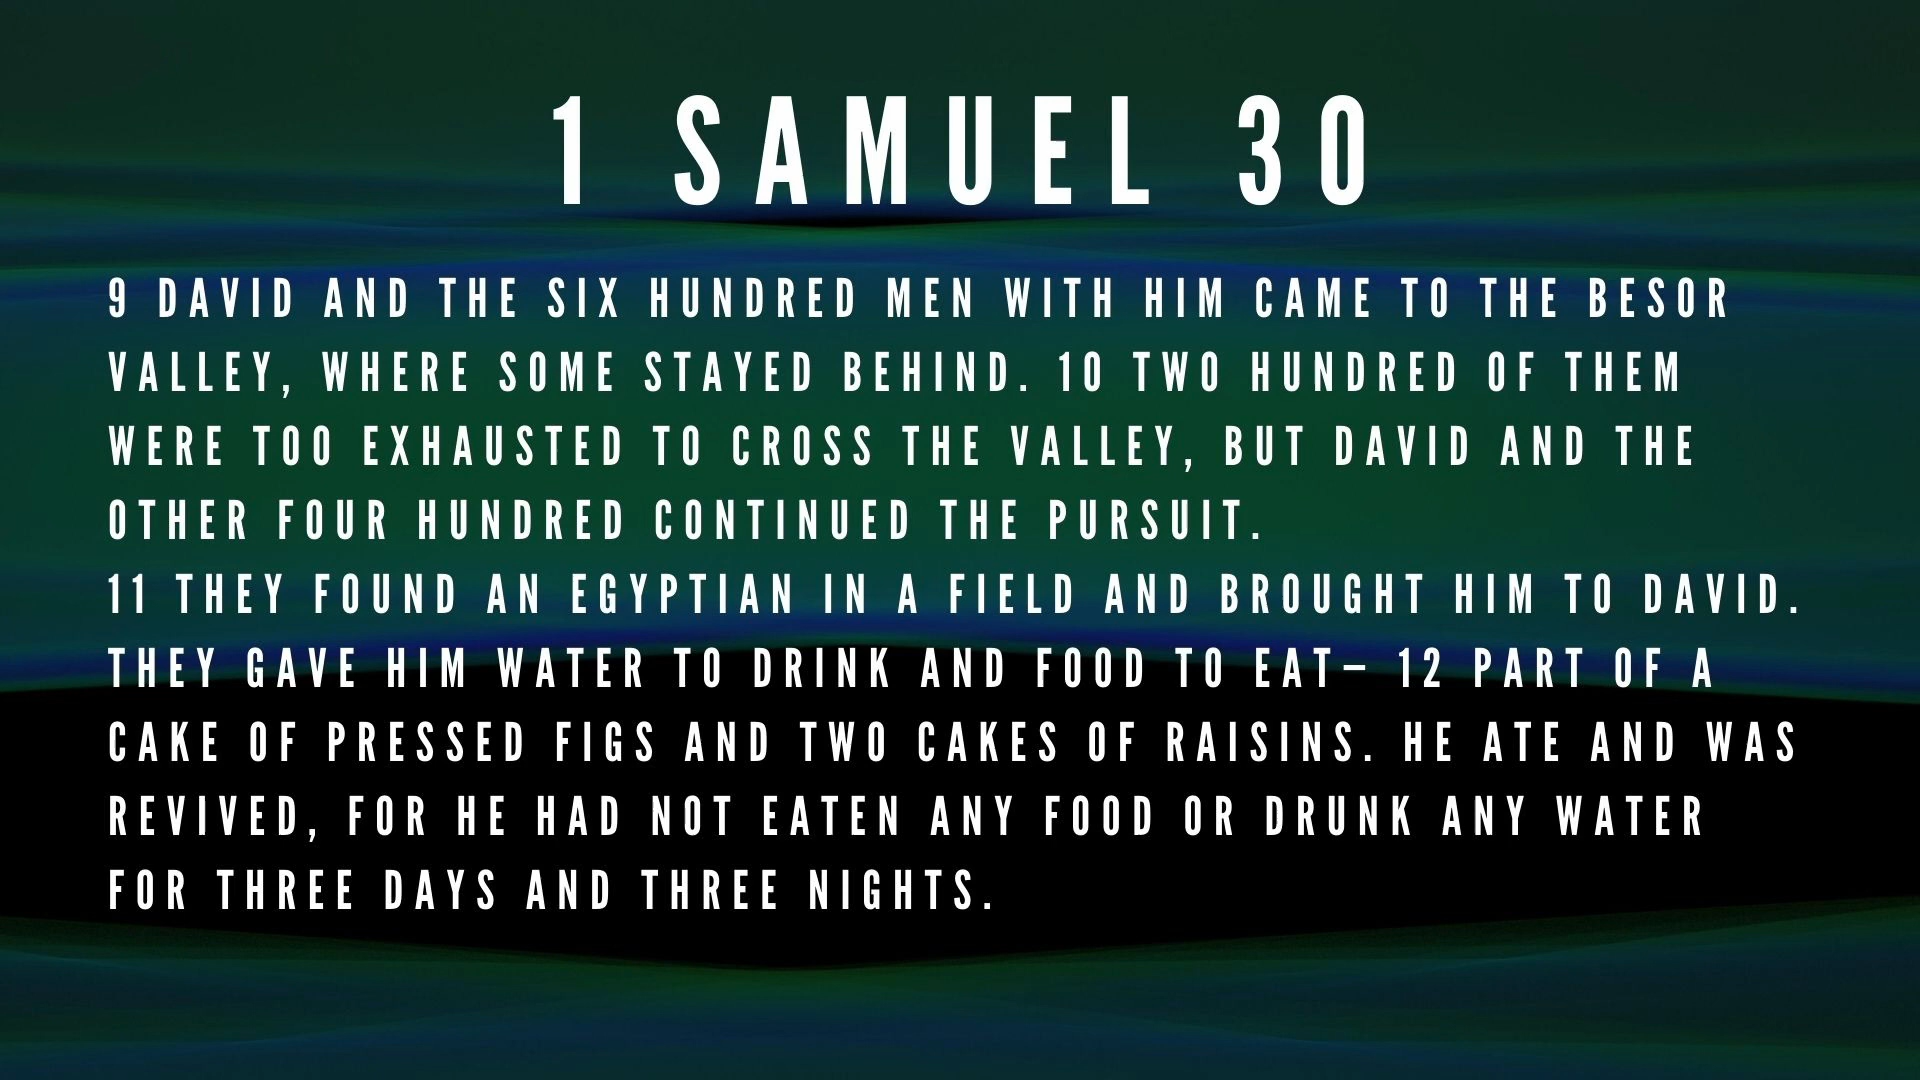 1 SAMUEL 30
9 DAVID AND THE SIX HUNDRED MEN WITH HIM CAME TO THE BESOR
VALLEY, WHERE SOME STAYED BEHIND. 10 TWO HUNDRED OF THEM
WERE TOO EXHAUSTED TO CROSS THE VALLEY, BUT DAVID AND THE
OTHER FOUR HUNDRED CONTINUED THE PURSUIT.
11 THEY FOUND AN EGYPTIAN IN A FIELD AND BROUGHT HIM TO DAVID.
THEY GAVE HIM WATER TO DRINK AND FOOD TO EAT— 12 PART OF A
CAKE OF PRESSED FIGS AND TWO CAKES OF RAISINS. HE ATE AND WAS
REVIVED, FOR HE HAD NOT EATEN ANY FOOD OR DRUNK ANY WATER
FOR THREE DAYS AND THREE NIGHTS.